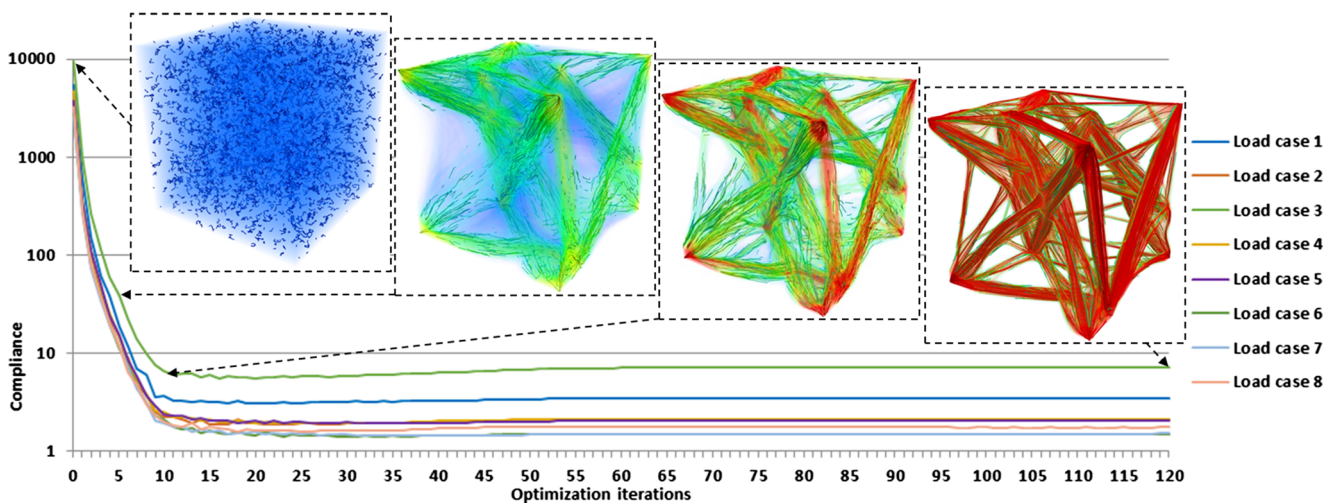 10000
1000
100
10
1
Compliance
0 5 10 15 20 25 30 35 40 45 50 55 60 65 70 75 80 85 90 95 100 105 110 115 120
Optimization iterations
Load case 1
Load case 2
Load case 3
Load case 4
Load case 5
Load case 6
Load case 7
Load case 8